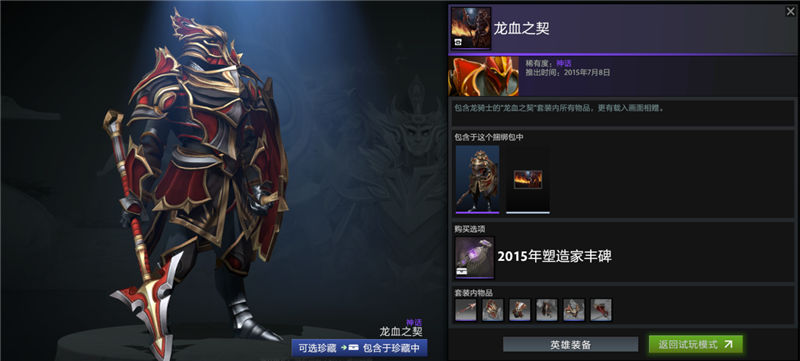 龙血之契
稀有度：神话
推出时间：2015年7月8日
包含龙骑士的“龙血之契”套装内所有物品，更有载入画面相赠。
包含于这个捆绑包中
购买选项
2015年塑造家丰碑
套装内物品
神话
龙血之契
可选珍藏 → 包含于珍藏中
英雄装备
返回试玩模式